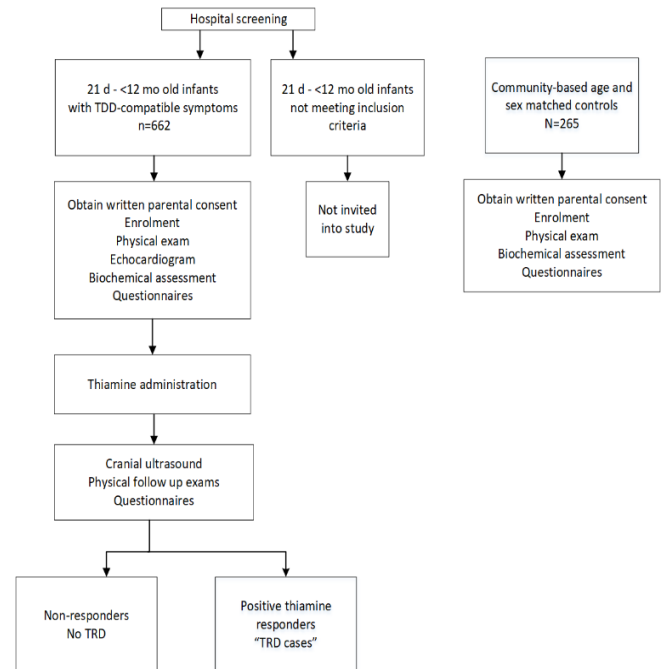 Hospital screening
21 d - <12 mo old infants
with TDD-compatible symptoms
n=662
21 d - <12 mo old infants
not meeting inclusion
criteria
Community-based age and
sex matched controls
N=265
Obtain written parental consent
Enrolment
Physical exam
Echocardiogram
Biochemical assessment
Questionnaires
Not invited
into study
Obtain written parental consent
Enrolment
Physical exam
Biochemical assessment
Questionnaires
Thiamine administration
Cranial ultrasound
Physical follow up exams
Questionnaires
Non-responders
No TRD
Positive thiamine
responders
“TRD cases”